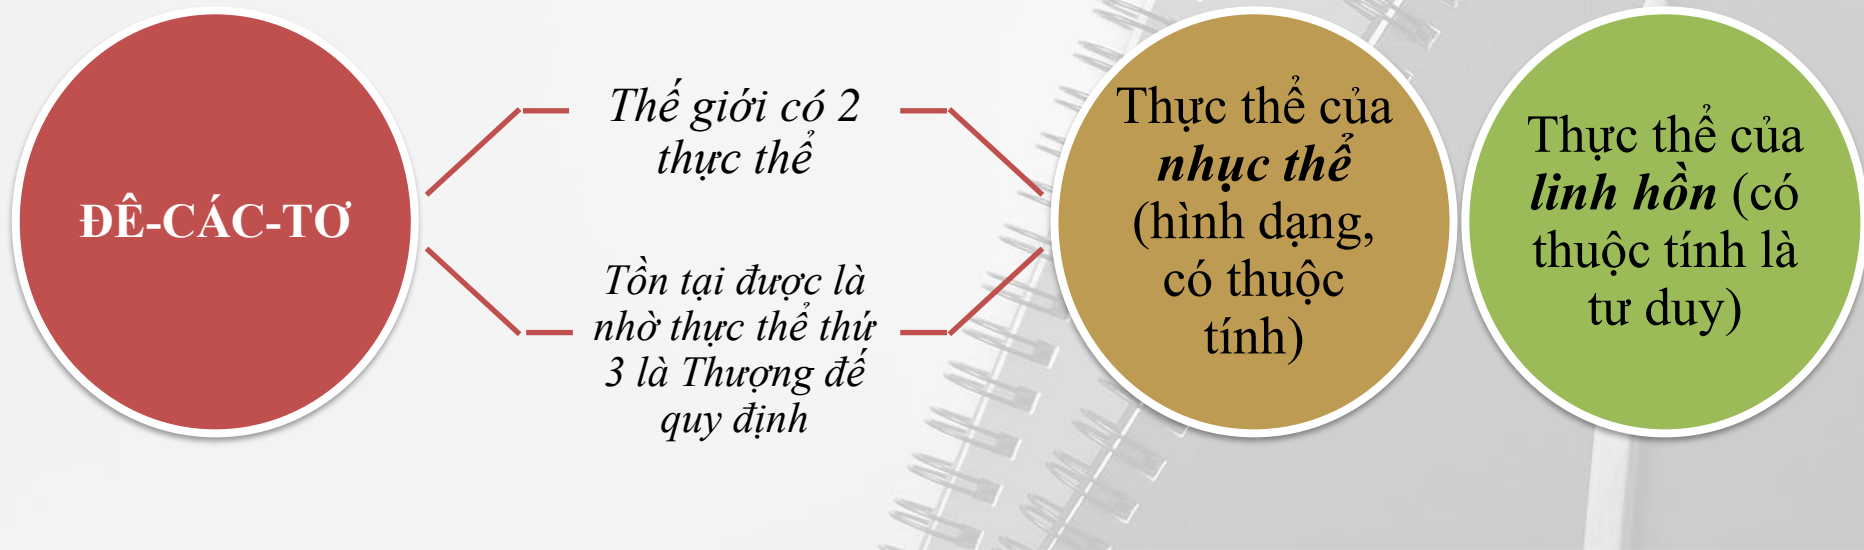 ĐÊ-CÁC-TƠ
Thế giới có 2
thực thể
Tồn tại được là
nhờ thực thể thứ
3 là Thượng đế
quy định
Thực thể của
nhục thể
(hình dạng,
có thuộc
tính)
Thực thể của
linh hồn (có
thuộc tính là
tư duy)